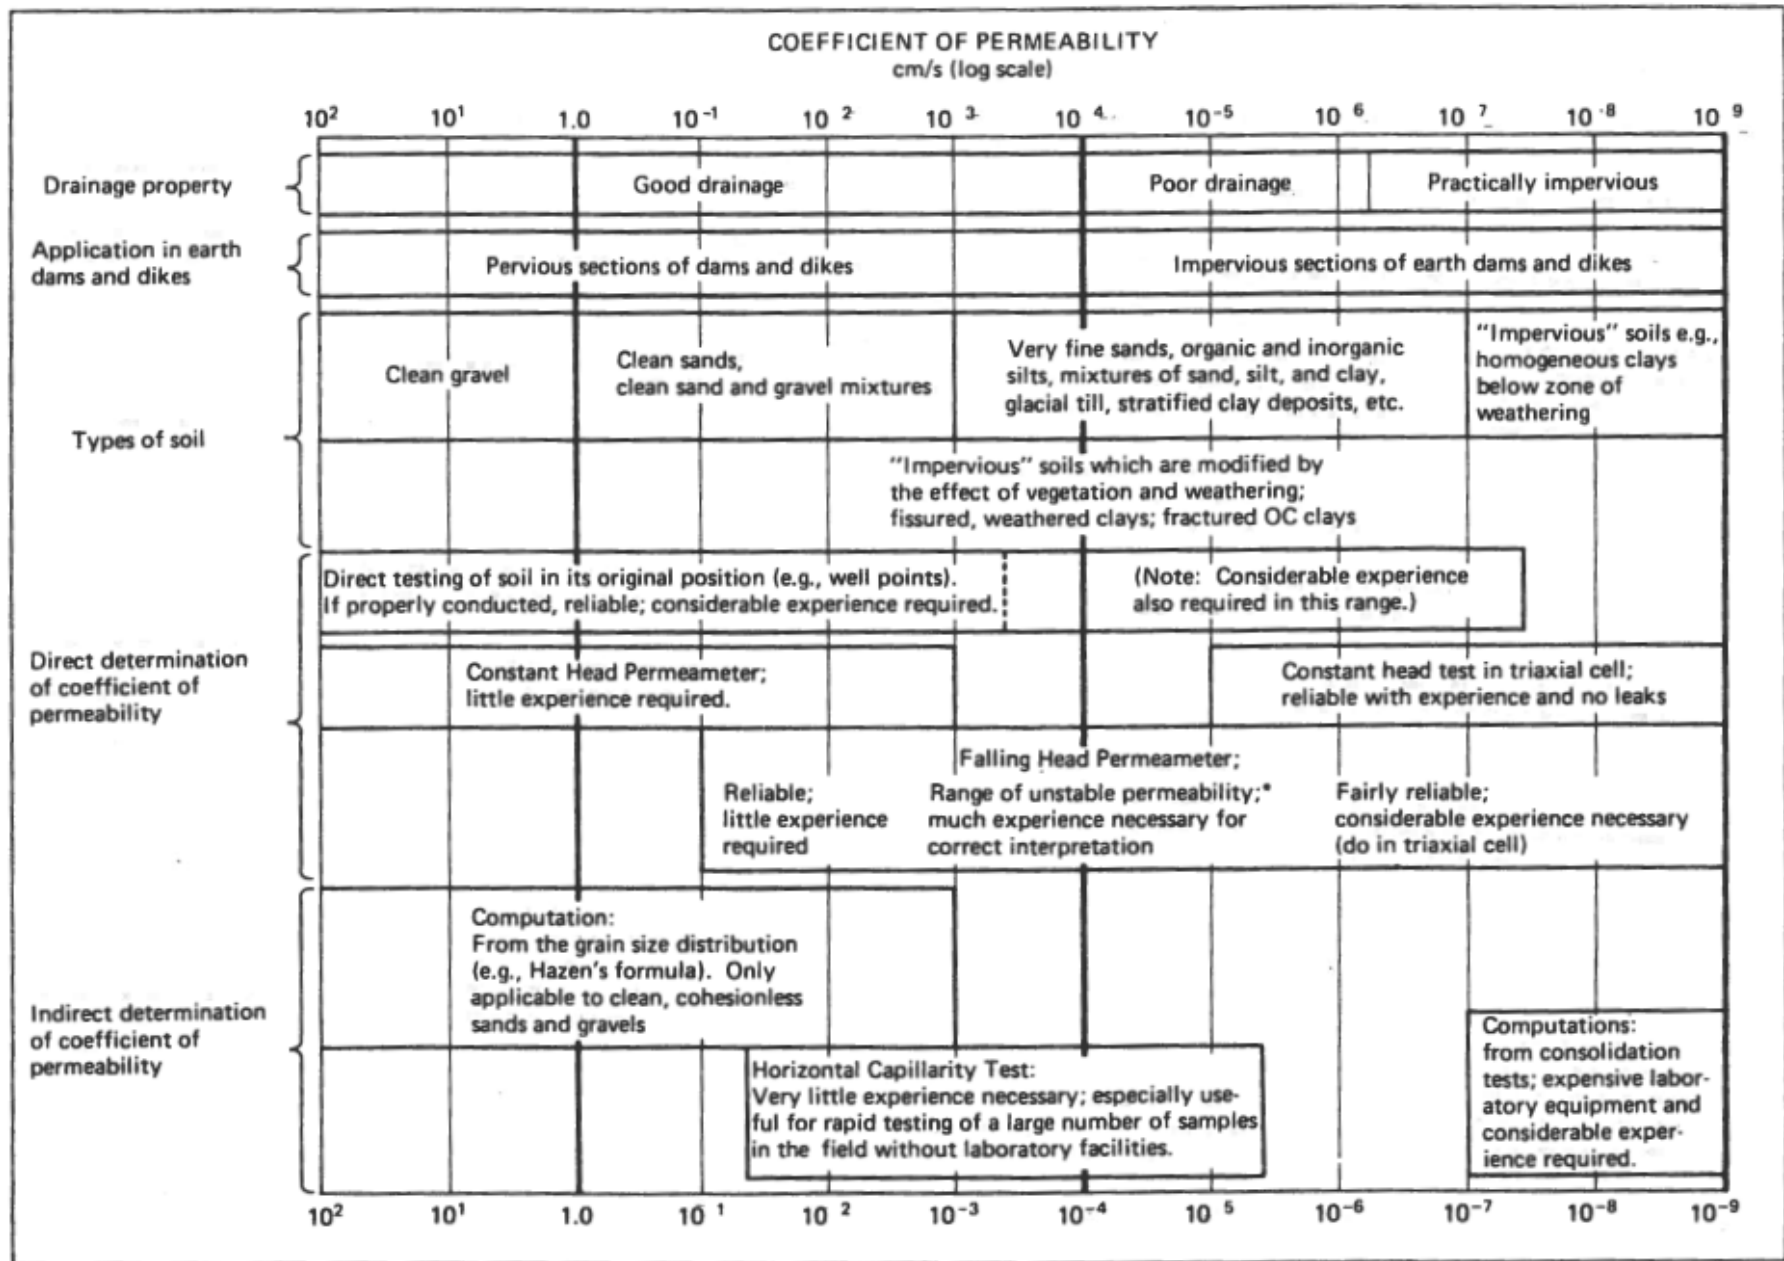 COEFFICIENT OF PERMEABILITY
cm/s (log scale)
10² 10¹ 1.0 10⁻¹ 10 ² 10 ³ 10 ⁴ 10⁻⁵ 10 ⁶ 10 ⁷ 10 ⁸ 10 ⁹
Drainage property
Good drainage
Poor drainage
Practically impervious
Application in earth
dams and dikes
Pervious sections of dams and dikes
Impervious sections of earth dams and dikes
Types of soil
Clean gravel
Clean sands,
clean sand and gravel mixtures
Very fine sands, organic and inorganic
silts, mixtures of sand, silt, and clay,
glacial till, stratified clay deposits, etc.
"Impervious" soils e.g.,
homogeneous clays
below zone of
weathering
"Impervious" soils which are modified by
the effect of vegetation and weathering;
fissured, weathered clays; fractured OC clays
Direct determination
of coefficient of
permeability
Direct testing of soil in its original position (e.g., well points).
If properly conducted, reliable; considerable experience required.
(Note: Considerable experience
also required in this range.)
Constant Head Permeameter;
little experience required.
Constant head test in triaxial cell;
reliable with experience and no leaks
Falling Head Permeameter;
Reliable;
little experience
required
Range of unstable permeability;*
much experience necessary for
correct interpretation
Fairly reliable;
considerable experience necessary
(do in triaxial cell)
Indirect determination
of coefficient of
permeability
Computation:
From the grain size distribution
(e.g., Hazen's formula). Only
applicable to clean, cohesionless
sands and gravels
Horizontal Capillarity Test:
Very little experience necessary; especially use-
ful for rapid testing of a large number of samples
in the field without laboratory facilities.
Computations:
from consolidation
tests; expensive labor-
atory equipment and
considerable exper-
ience required.
10² 10¹ 1.0 10 ¹ 10 ² 10⁻³ 10⁻⁴ 10 ⁵ 10⁻⁶ 10⁻⁷ 10⁻⁸ 10⁻⁹